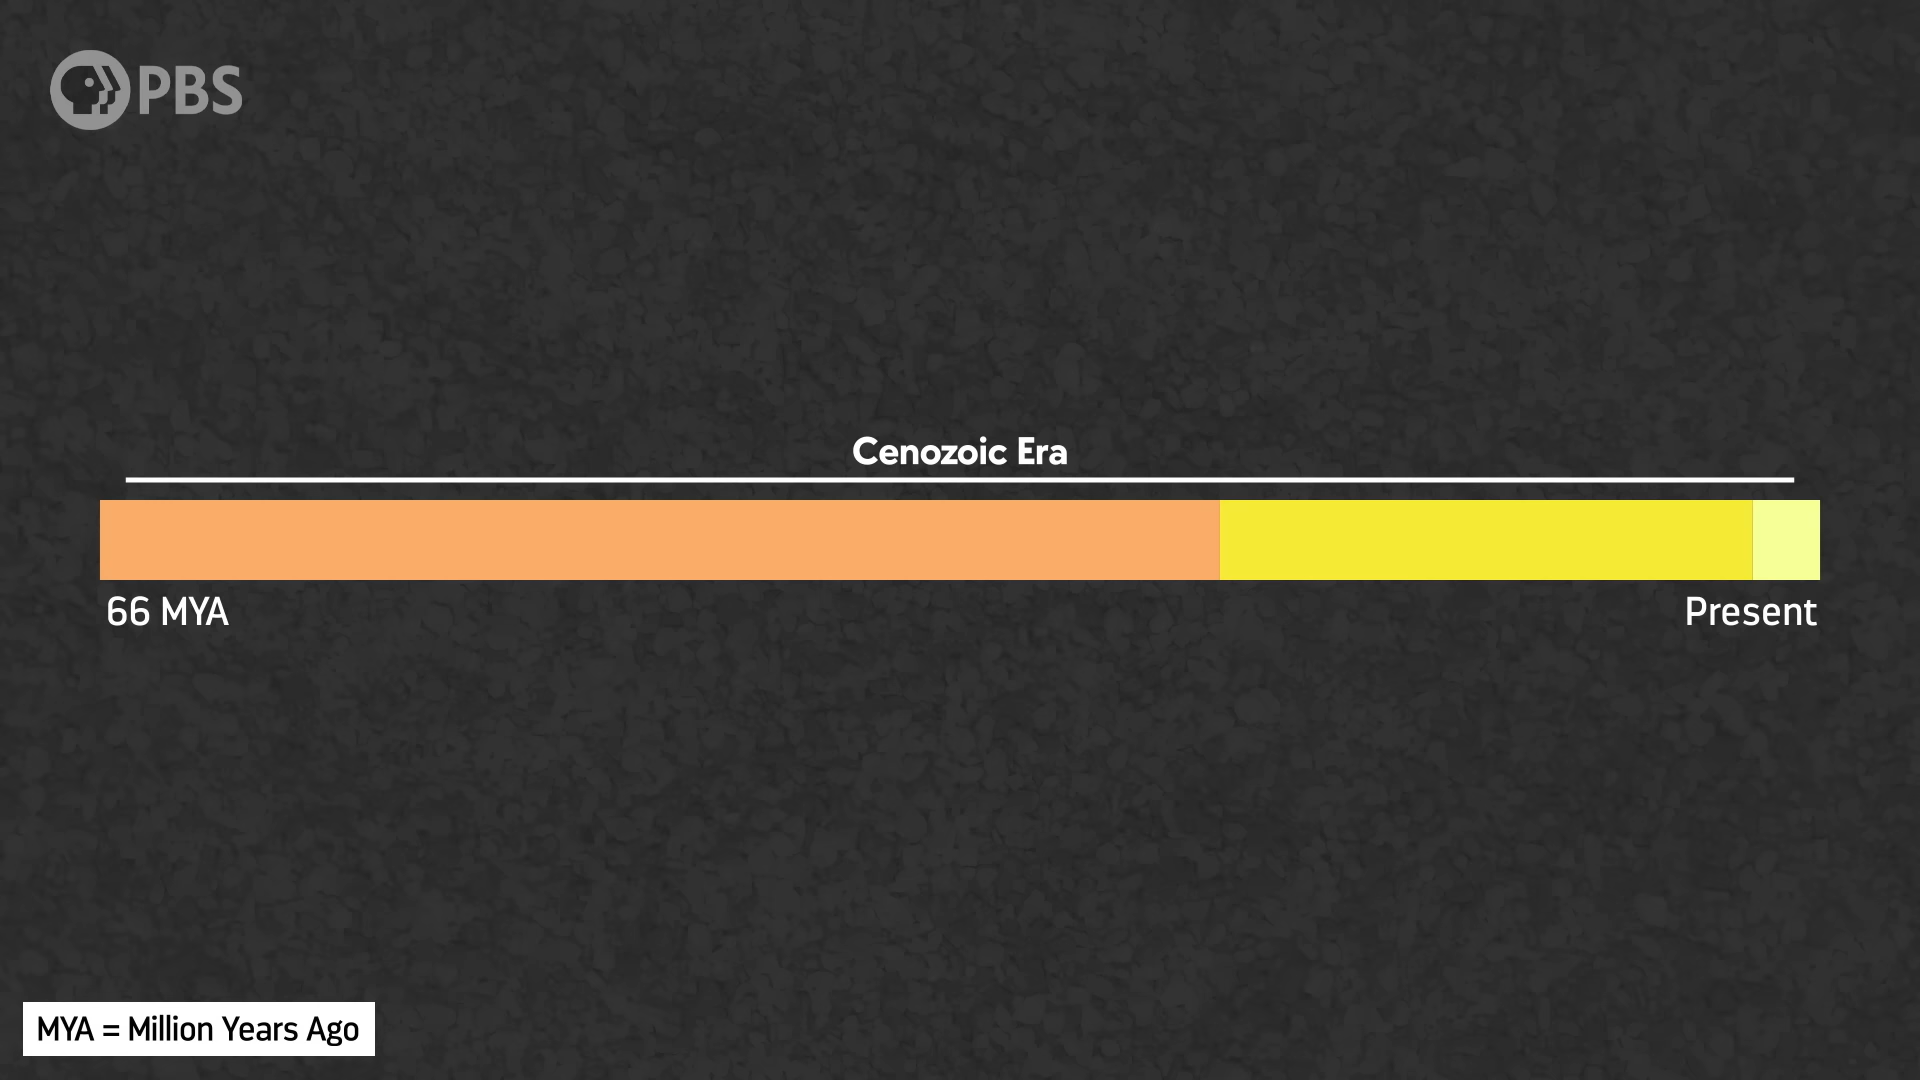 PBS
Cenozoic Era
66 MYA
Present
MYA = Million Years Ago